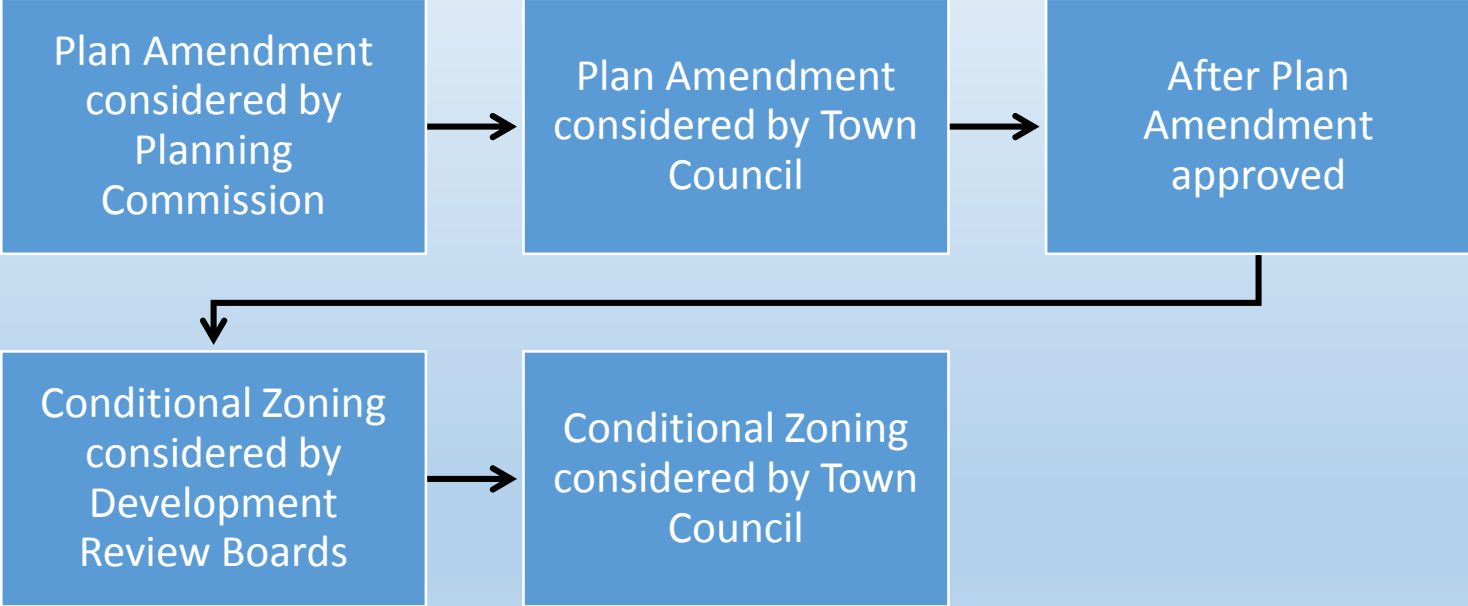 Plan Amendment
considered by
Planning
Commission
Plan Amendment
considered by Town
Council
After Plan
Amendment
approved
Conditional Zoning
considered by
Development
Review Boards
Conditional Zoning
considered by Town
Council